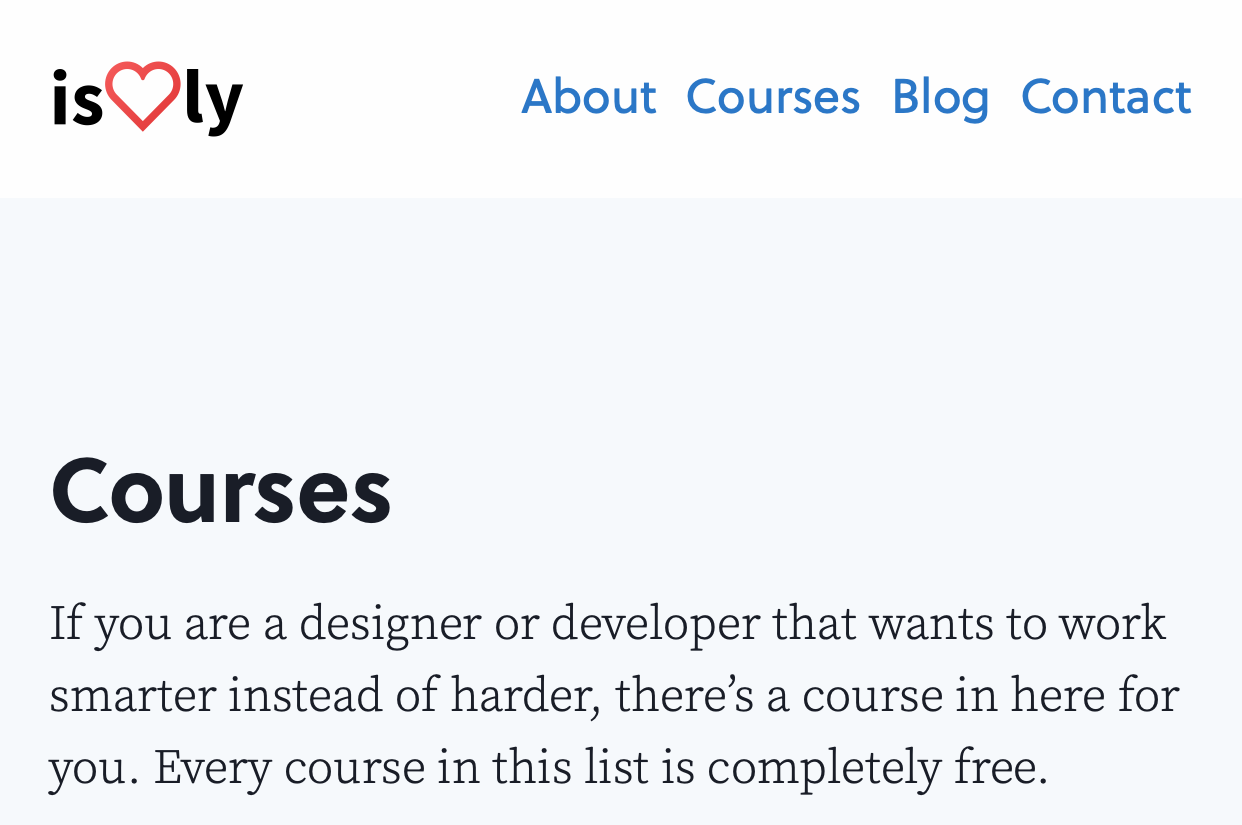 is♡ly
About Courses Blog Contact
Courses
If you are a designer or developer that wants to work
smarter instead of harder, there’s a course in here for
you. Every course in this list is completely free.